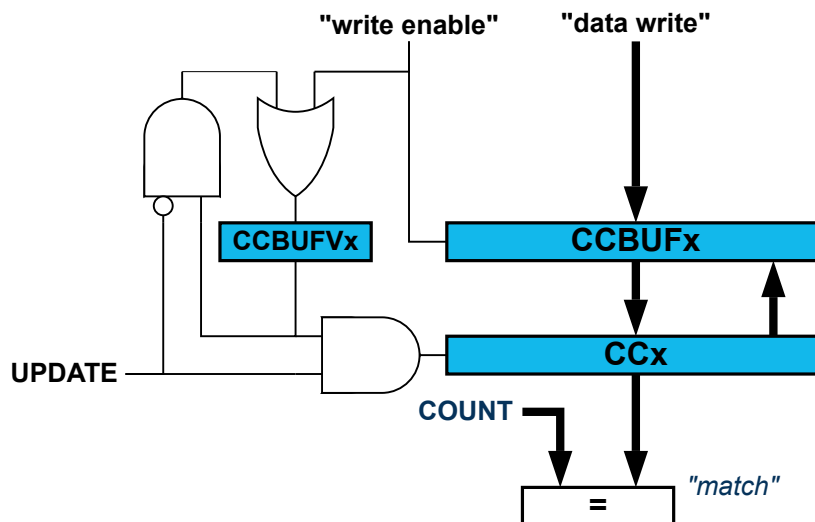 "write enable"
"data write"
CCBUFVx
CCBUFx
CCx
UPDATE
COUNT
"match"
=